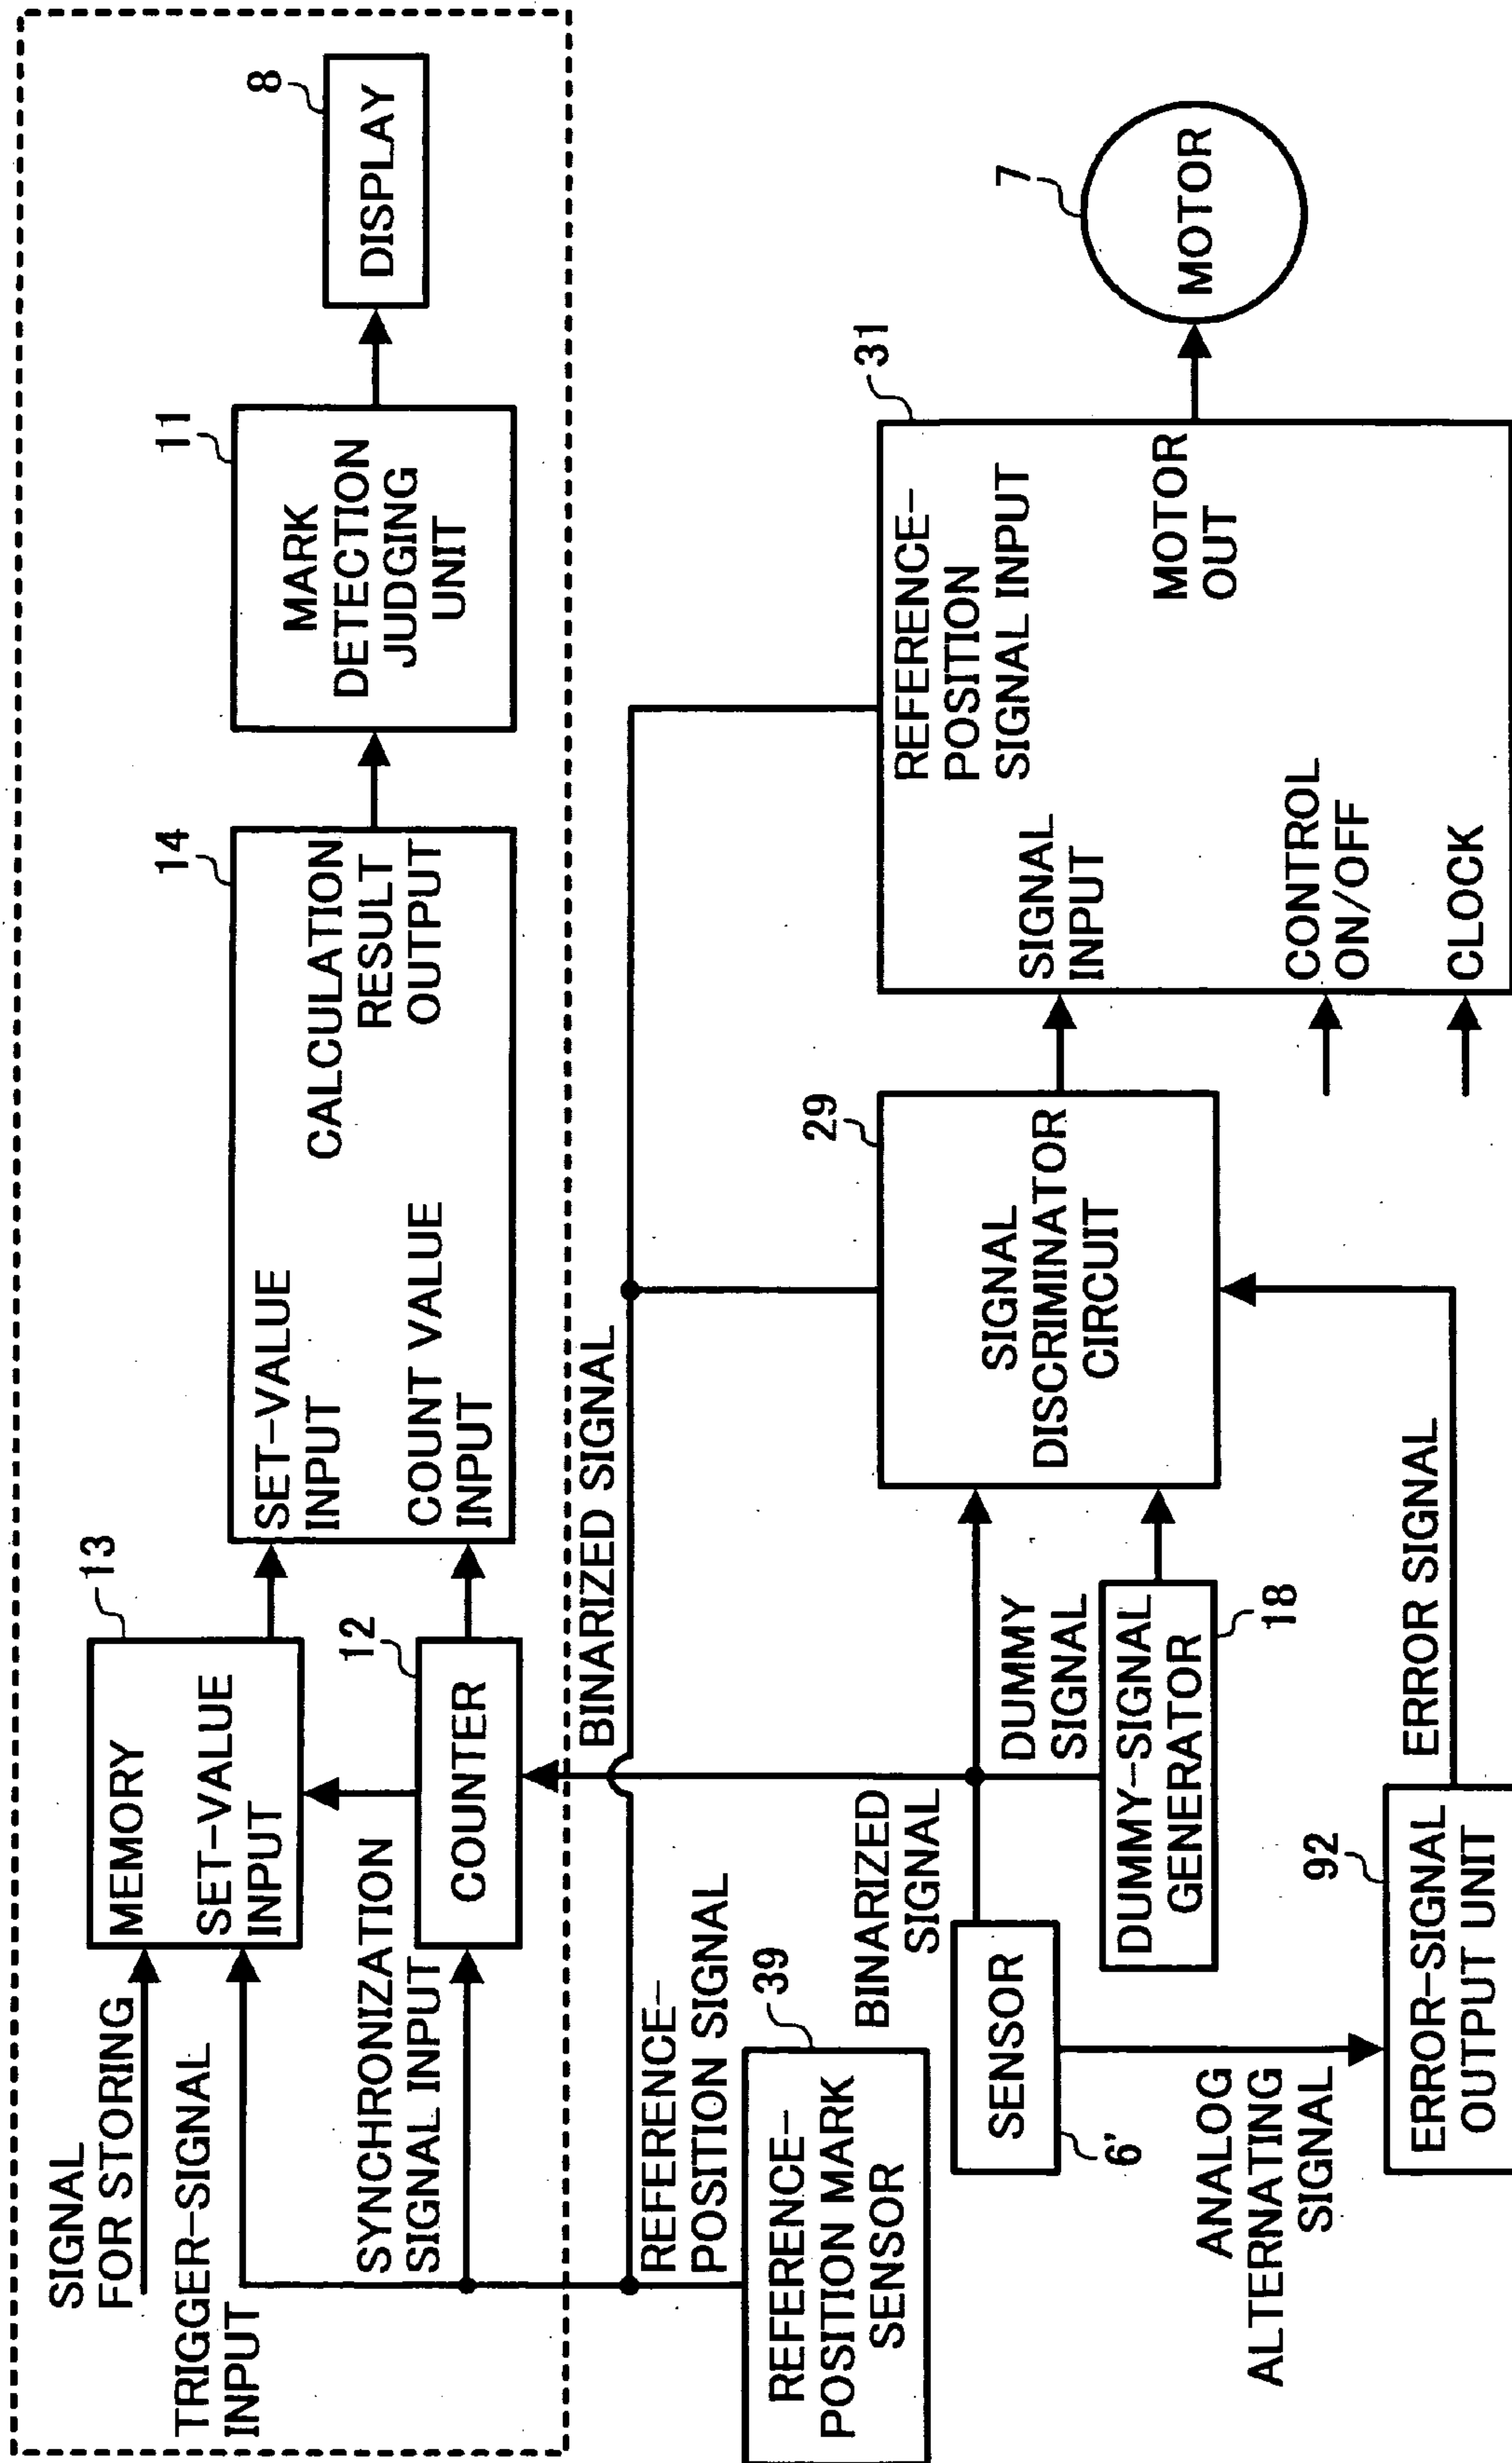 SIGNAL
FOR STORING
TRIGGER-SIGNAL
INPUT
13
MEMORY
SET-VALUE
INPUT
SYNCHRONIZATION
SIGNAL INPUT
12
COUNTER
14
SET-VALUE
INPUT
COUNT VALUE
INPUT
CALCULATION
RESULT
OUTPUT
11
MARK
DETECTION
JUDGING
UNIT
8
DISPLAY
BINARIZED SIGNAL
REFERENCE-
POSITION SIGNAL
39
REFERENCE-
POSITION MARK
SENSOR
BINARIZED
SIGNAL
SENSOR
6'
DUMMY
SIGNAL
DUMMY-SIGNAL
GENERATOR
18
ANALOG
ALTERNATING
SIGNAL
92
ERROR-SIGNAL
OUTPUT UNIT
ERROR SIGNAL
29
SIGNAL
DISCRIMINATOR
CIRCUIT
31
REFERENCE-
POSITION
SIGNAL INPUT
SIGNAL
INPUT
MOTOR
OUT
CONTROL
ON/OFF
CLOCK
7
MOTOR